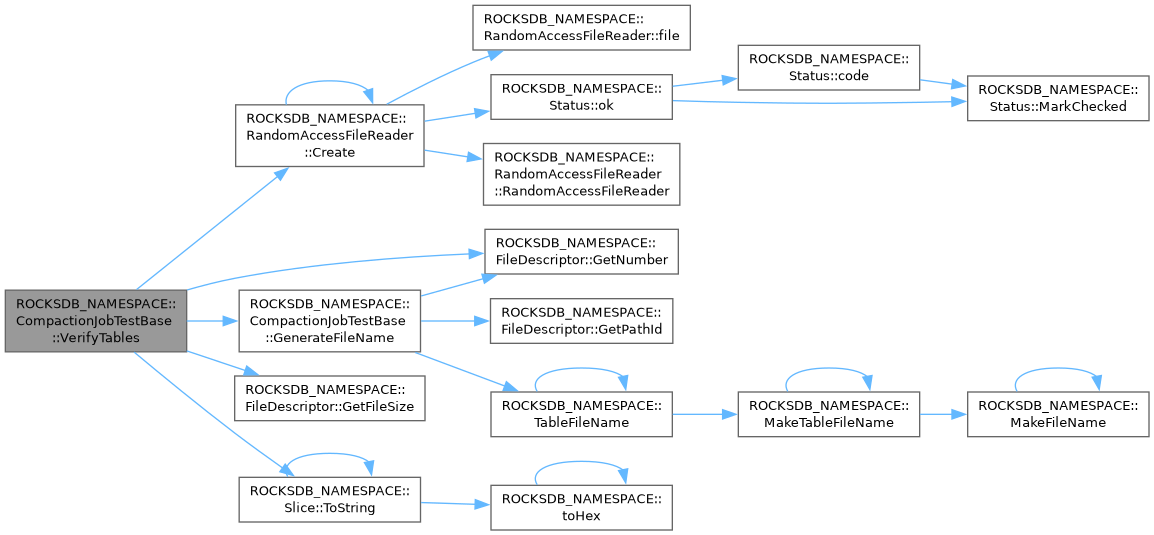 ROCKSDB_NAMESPACE::
RandomAccessFileReader::file
ROCKSDB_NAMESPACE::
Status::code
ROCKSDB_NAMESPACE::
Status::ok
ROCKSDB_NAMESPACE::
Status::MarkChecked
ROCKSDB_NAMESPACE::
RandomAccessFileReader
::Create
ROCKSDB_NAMESPACE::
RandomAccessFileReader
::RandomAccessFileReader
ROCKSDB_NAMESPACE::
FileDescriptor::GetNumber
ROCKSDB_NAMESPACE::
CompactionJobTestBase
::VerifyTables
ROCKSDB_NAMESPACE::
CompactionJobTestBase
::GenerateFileName
ROCKSDB_NAMESPACE::
FileDescriptor::GetPathId
ROCKSDB_NAMESPACE::
FileDescriptor::GetFileSize
ROCKSDB_NAMESPACE::
TableFileName
ROCKSDB_NAMESPACE::
MakeTableFileName
ROCKSDB_NAMESPACE::
MakeFileName
ROCKSDB_NAMESPACE::
Slice::ToString
ROCKSDB_NAMESPACE::
toHex